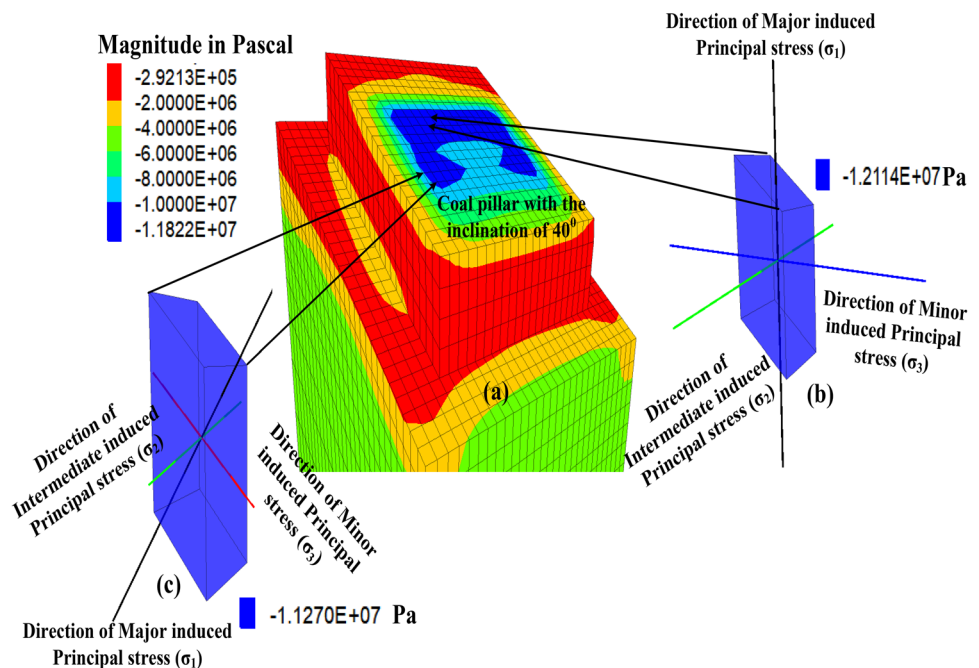 Magnitude in Pascal
-2.9213E+05
-2.0000E+06
-4.0000E+06
-6.0000E+06
-8.0000E+06
-1.0000E+07
-1.1822E+07
Direction of Major induced
Principal stress (σ₁)
-1.2114E+07 Pa
Coal pillar with the
inclination of 40⁰
(a)
Direction of Minor
induced Principal
stress (σ₃)
(b)
Direction of
Intermediate induced
Principal stress (σ₂)
Direction of
Intermediate induced
Principal stress (σ₂)
Direction of Minor
induced Principal
stress (σ₃)
(c)
-1.1270E+07 Pa
Direction of Major induced
Principal stress (σ₁)